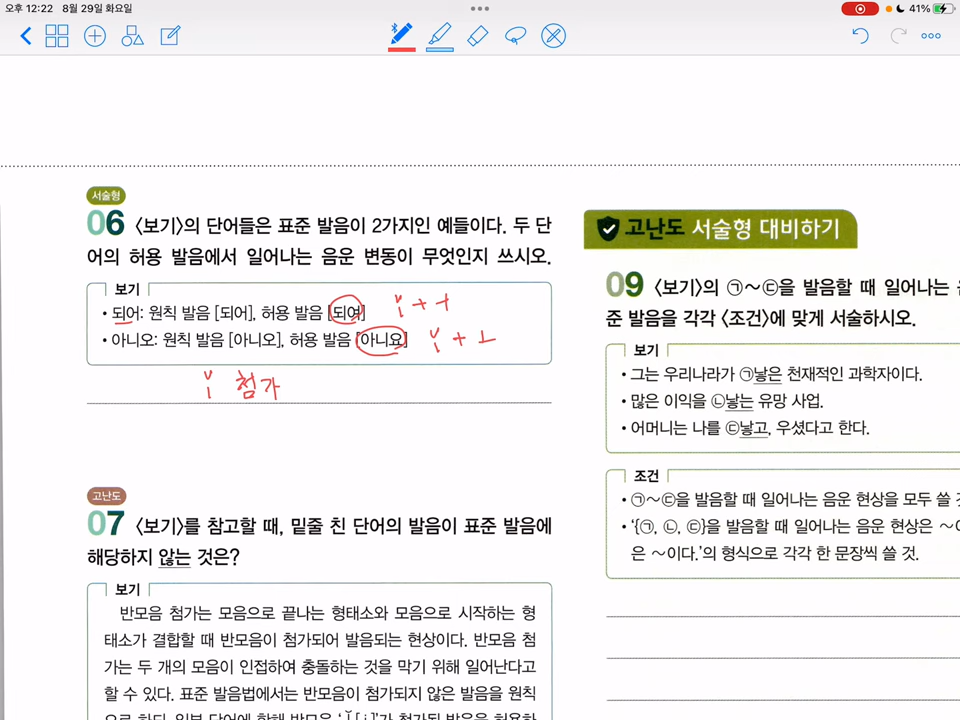 오후 12:22 8월 29일 화요일
41%
서술형
06 〈보기〉의 단어들은 표준 발음이 2가지인 예들이다. 두 단
어의 허용 발음에서 일어나는 음운 변동이 무엇인지 쓰시오.
보기
• 되어: 원칙 발음 [되어], 허용 발음 [되여] ǐ + ㅓ
• 아니오: 원칙 발음 [아니오], 허용 발음 [아니요] ǐ + ㅗ
ǐ 첨가
고난도
07 〈보기〉를 참고할 때, 밑줄 친 단어의 발음이 표준 발음에
해당하지 않는 것은?
보기
반모음 첨가는 모음으로 끝나는 형태소와 모음으로 시작하는 형
태소가 결합할 때 반모음이 첨가되어 발음되는 현상이다. 반모음 첨
가는 두 개의 모음이 인접하여 충돌하는 것을 막기 위해 일어난다고
할 수 있다. 표준 발음법에서는 반모음이 첨가되지 않은 발음을 원칙
고난도 서술형 대비하기
09 〈보기〉의 ㉠~㉢을 발음할 때 일어나는
준 발음을 각각 〈조건〉에 맞게 서술하시오.
보기
• 그는 우리나라가 ㉠낳은 천재적인 과학자이다.
• 많은 이익을 ㉡낳는 유망 사업.
• 어머니는 나를 ㉢낳고, 우셨다고 한다.
조건
• ㉠~㉢을 발음할 때 일어나는 음운 현상을 모두 쓸
• '{㉠, ㉡, ㉢}을 발음할 때 일어나는 음운 현상은
은 ~이다.'의 형식으로 각각 한 문장씩 쓸 것.